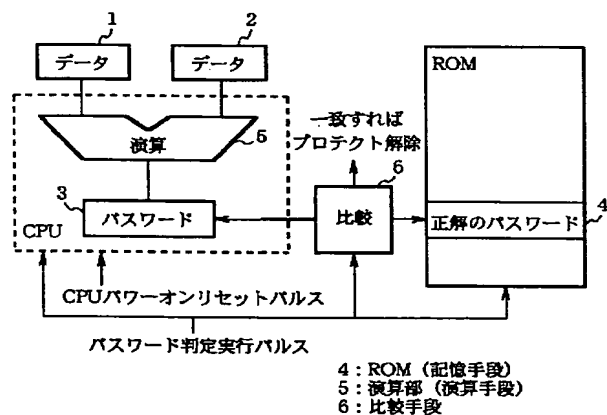 1
2
データ
データ
ROM
演算
5
一致すれば
プロテクト解除
6
3
パスワード
比較
正解のパスワード
4
CPU
CPUパワーオンリセットパルス
パスワード判定実行パルス
4：ROM（記憶手段）
5：演算部（演算手段）
6：比較手段